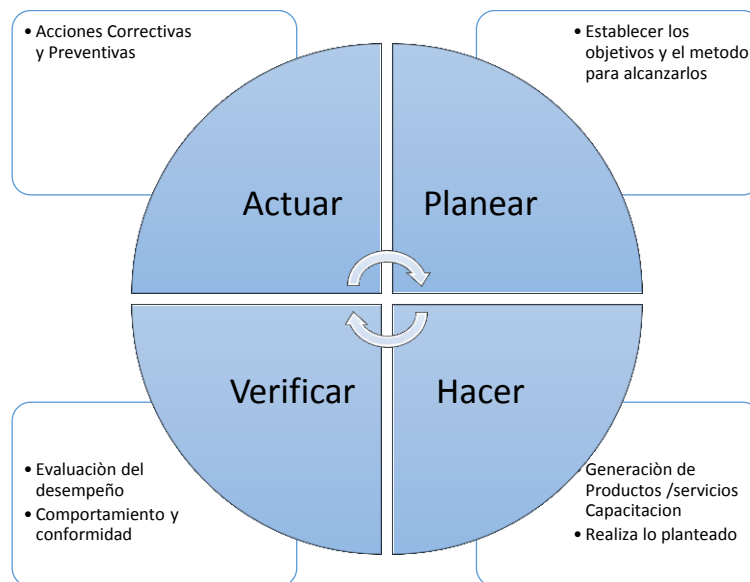 • Acciones Correctivas
y Preventivas
• Establecer los
objetivos y el metodo
para alcanzarlos
Actuar
Planear
Verificar
Hacer
• Evaluaciòn del
desempeño
• Comportamiento y
conformidad
• Generaciòn de
Productos /servicios
Capacitacion
• Realiza lo planteado